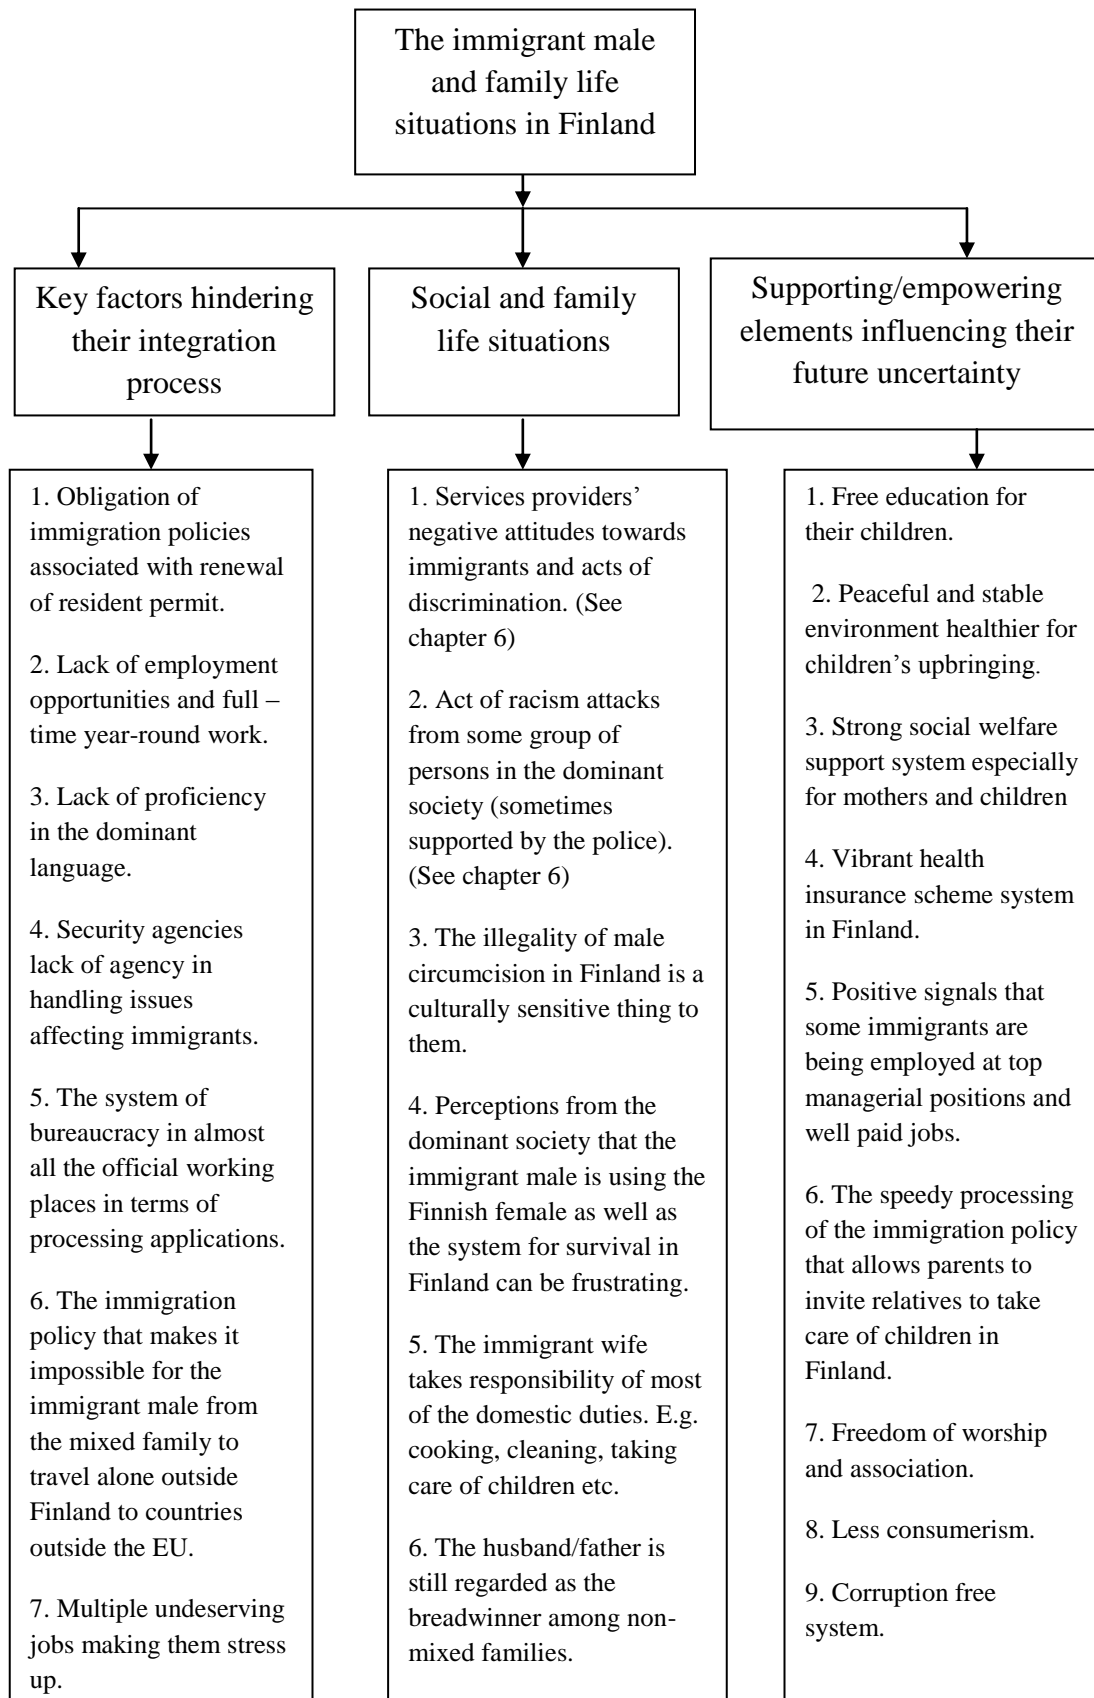 The immigrant male
and family life
situations in Finland
Key factors hindering
their integration
process
Social and family
life situations
Supporting/empowering
elements influencing their
future uncertainty
1. Obligation of
immigration policies
associated with renewal
of resident permit.
2. Lack of employment
opportunities and full –
time year-round work.
3. Lack of proficiency
in the dominant
language.
4. Security agencies
lack of agency in
handling issues
affecting immigrants.
5. The system of
bureaucracy in almost
all the official working
places in terms of
processing applications.
6. The immigration
policy that makes it
impossible for the
immigrant male from
the mixed family to
travel alone outside
Finland to countries
outside the EU.
7. Multiple undeserving
jobs making them stress
up.
1. Services providers’
negative attitudes towards
immigrants and acts of
discrimination. (See
chapter 6)
2. Act of racism attacks
from some group of
persons in the dominant
society (sometimes
supported by the police).
(See chapter 6)
3. The illegality of male
circumcision in Finland is a
culturally sensitive thing to
them.
4. Perceptions from the
dominant society that the
immigrant male is using the
Finnish female as well as
the system for survival in
Finland can be frustrating.
5. The immigrant wife
takes responsibility of most
of the domestic duties. E.g.
cooking, cleaning, taking
care of children etc.
6. The husband/father is
still regarded as the
breadwinner among non-
mixed families.
1. Free education for
their children.
2. Peaceful and stable
environment healthier for
children’s upbringing.
3. Strong social welfare
support system especially
for mothers and children
4. Vibrant health
insurance scheme system
in Finland.
5. Positive signals that
some immigrants are
being employed at top
managerial positions and
well paid jobs.
6. The speedy processing
of the immigration policy
that allows parents to
invite relatives to take
care of children in
Finland.
7. Freedom of worship
and association.
8. Less consumerism.
9. Corruption free
system.